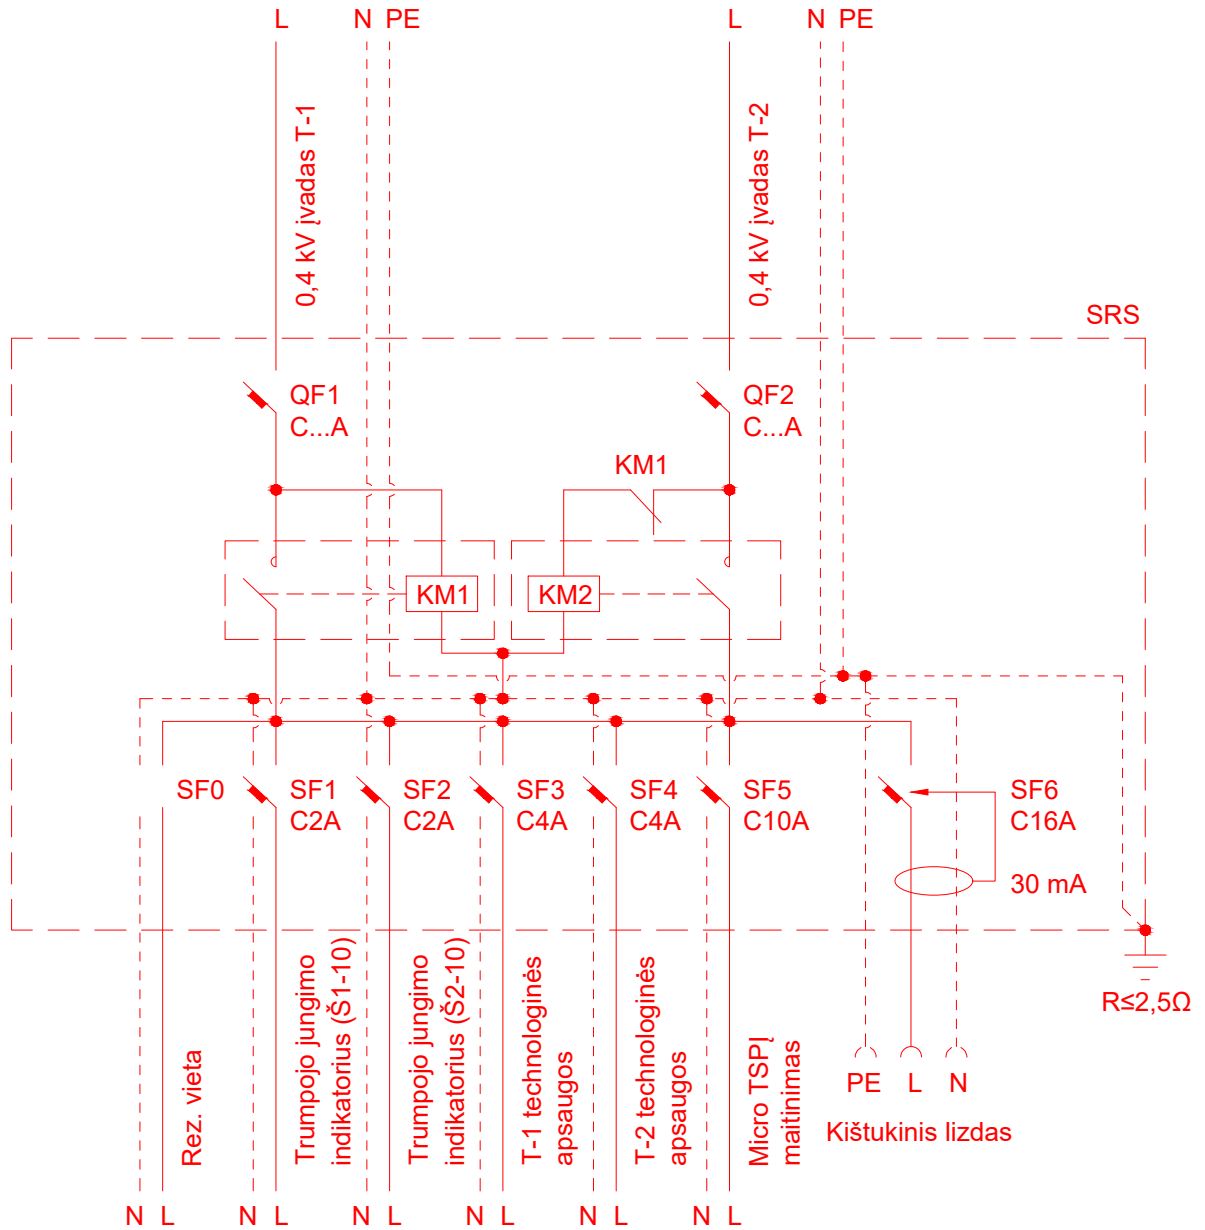 L N PE L N PE
0,4 kV įvadas T-1
0,4 kV įvadas T-2
SRS
QF1
C...A
QF2
C...A
KM1
KM1
KM2
SF0
SF1
C2A
SF2
C2A
SF3
C4A
SF4
C4A
SF5
C10A
SF6
C16A
30 mA
R≤2,5Ω
Rez. vieta
Trumpojo jungimo
indikatorius (Š1-10)
Trumpojo jungimo
indikatorius (Š2-10)
T-1 technologinės
apsaugos
T-2 technologinės
apsaugos
Micro TSPĮ
maitinimas
PE L N
Kištukinis lizdas
N L N L N L N L N L N L